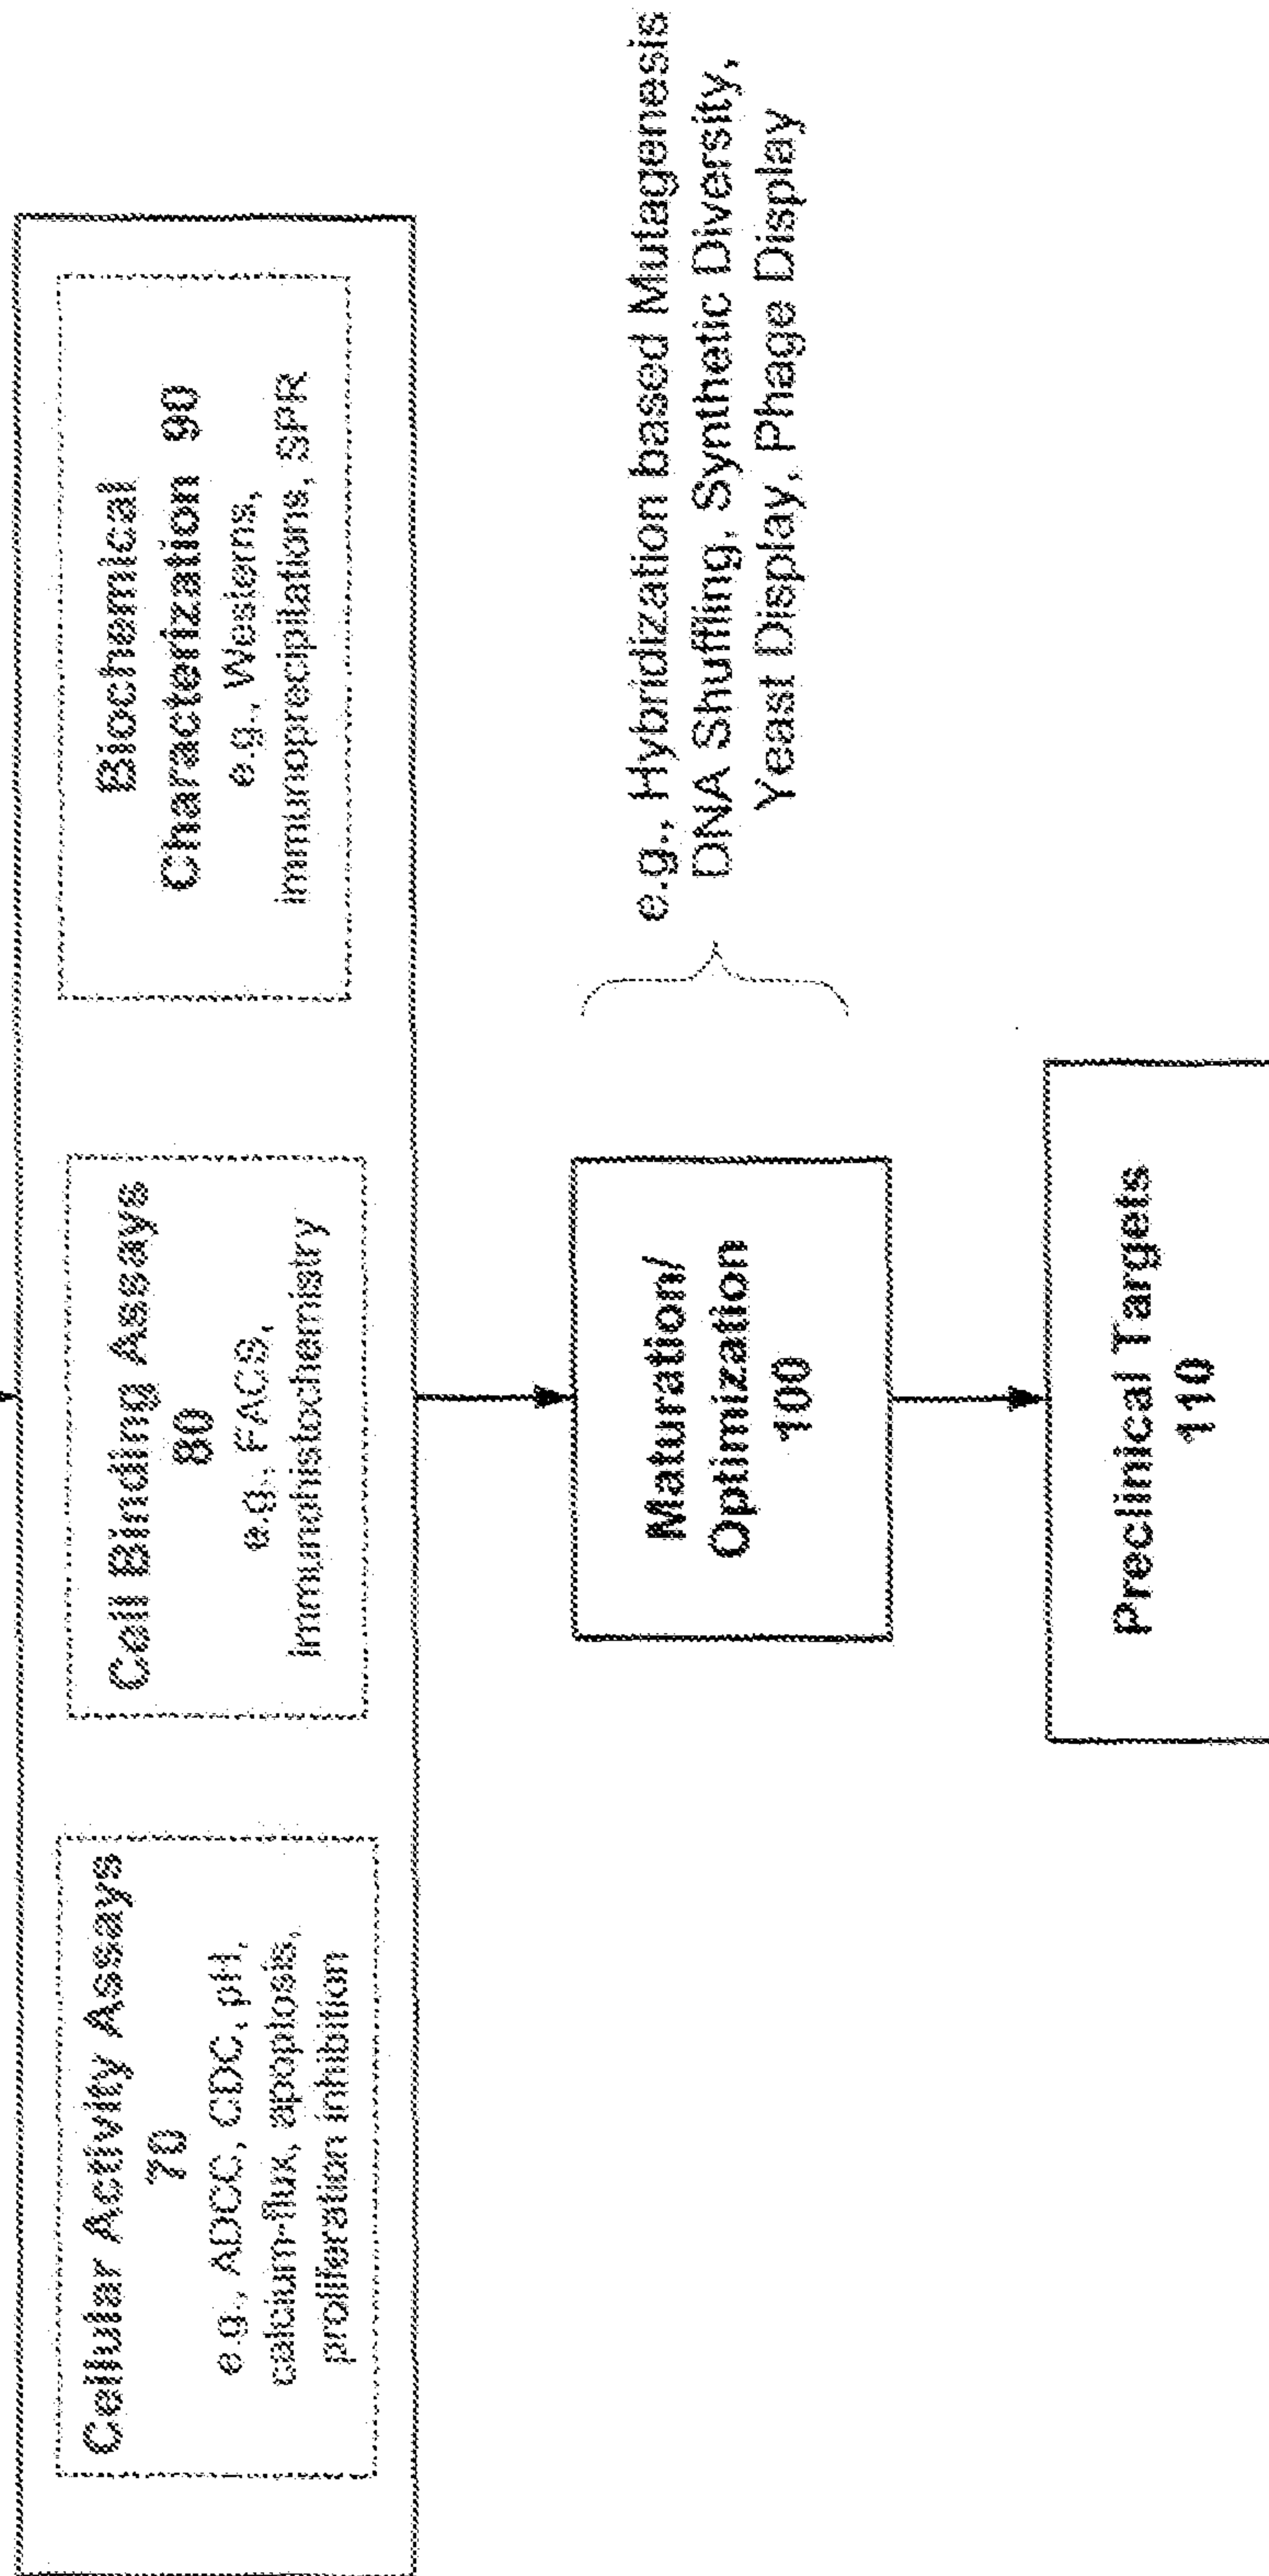 Cellular Activity Assays
70
e.g., ADCC, CDC, pH,
calcium-flux, apoptosis,
proliferation inhibition
Cell Binding Assays
80
e.g., FACS,
Immunohistochemistry
Biochemical
Characterization 90
e.g., Westerns,
Immunoprecipitations, SPR
Maturation/
Optimization
100
e.g., Hybridization based Mutagenesis
DNA Shuffling, Synthetic Diversity,
Yeast Display, Phage Display
Preclinical Targets
110